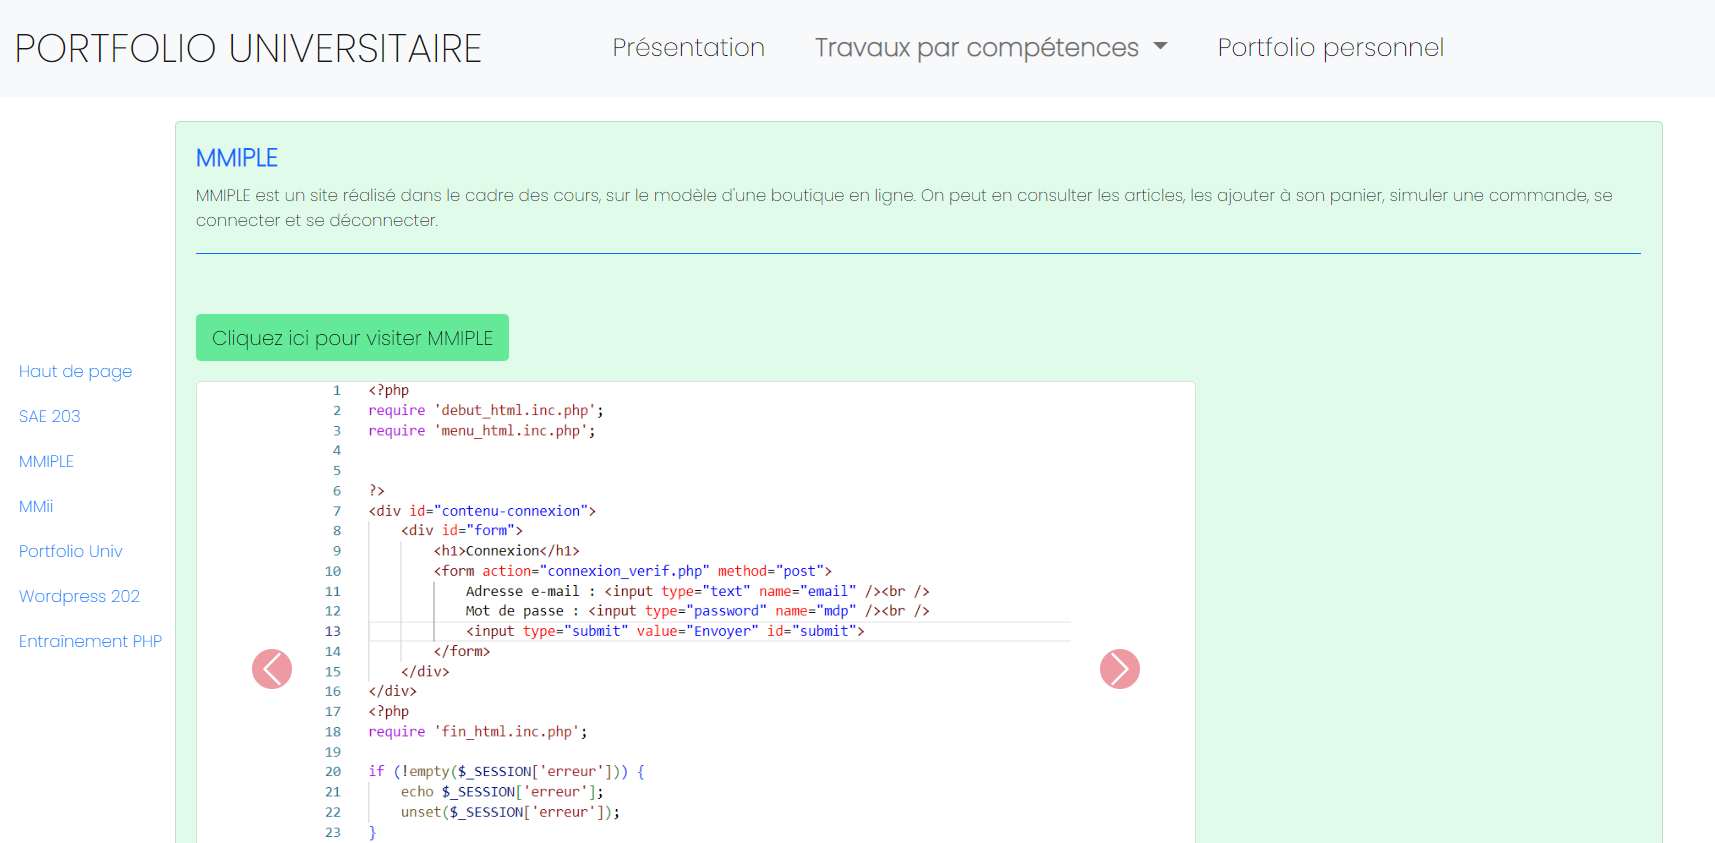 PORTFOLIO UNIVERSITAIRE
Présentation
Travaux par compétences
Portfolio personnel
Haut de page
SAE 203
MMIPLE
MMii
Portfolio Univ
Wordpress 202
Entraînement PHP
MMIPLE
MMIPLE est un site réalisé dans le cadre des cours, sur le modèle d'une boutique en ligne. On peut en consulter les articles, les ajouter à son panier, simuler une commande, se
connecter et se déconnecter.
Cliquez ici pour visiter MMIPLE
1 <?php
2 require 'debut_html.inc.php';
3 require 'menu_html.inc.php';
4
5
6 ?>
7 <div id="contenu-connexion">
8 <div id="form">
9 <h1>Connexion</h1>
10 <form action="connexion_verif.php" method="post">
11 Adresse e-mail : <input type="text" name="email" /><br />
12 Mot de passe : <input type="password" name="mdp" /><br />
13 <input type="submit" value="Envoyer" id="submit">
14 </form>
15 </div>
16 </div>
17 <?php
18 require 'fin_html.inc.php';
19
20 if (!empty($_SESSION['erreur'])) {
21 echo $_SESSION['erreur'];
22 unset($_SESSION['erreur']);
23 }